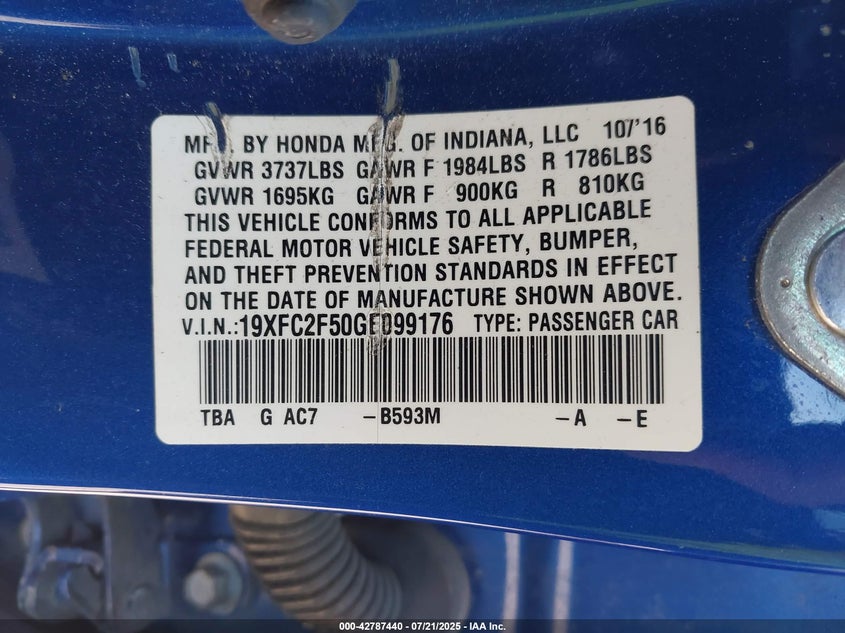 MFD. BY HONDA MFG. OF INDIANA, LLC 107'16
GVWR 3737LBS GAWR F 1984LBS R 1786LBS
GVWR 1695KG GAWR F 900KG R 810KG
THIS VEHICLE CONFORMS TO ALL APPLICABLE
FEDERAL MOTOR VEHICLE SAFETY, BUMPER,
AND THEFT PREVENTION STANDARDS IN EFFECT
ON THE DATE OF MANUFACTURE SHOWN ABOVE.
V.I.N.:19XFC2F50GE099176 TYPE: PASSENGER CAR
TBA G AC7 –B593M –A –E
000-42787440 - 07/21/2025 - IAA Inc.